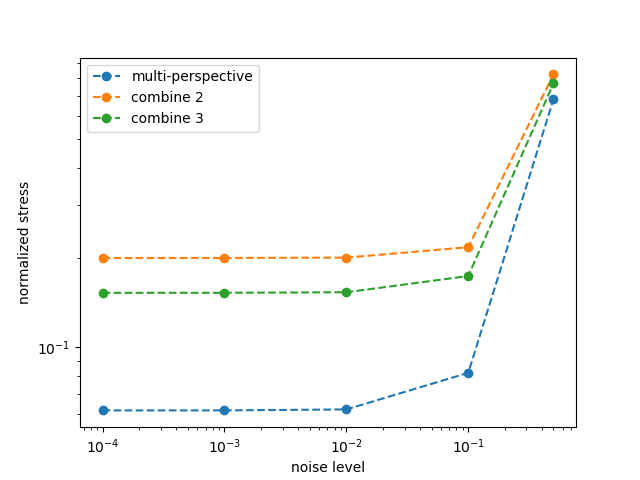 multi-perspective
combine 2
combine 3
normalized stress
10⁻¹
10⁻⁴ 10⁻³ 10⁻² 10⁻¹
noise level